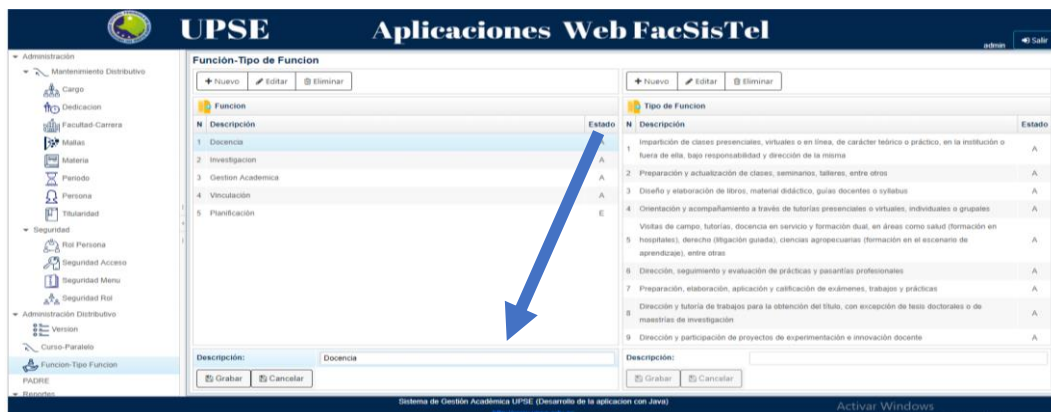 UPSE
Aplicaciones Web FacSisTel
admin
Salir
Administración
Mantenimiento Distributivo
Cargo
Dedicacion
Facultad-Carrera
Mallas
Materia
Periodo
Persona
Titularidad
Seguridad
Rol Persona
Seguridad Acceso
Seguridad Menu
Seguridad Rol
Administración Distributivo
Version
Curso-Paralelo
Funcion-Tipo Funcion
PADRE
Reportes
Función-Tipo de Funcion
Nuevo Editar Eliminar
Funcion
N Descripción Estado
1 Docencia A
2 Investigacion A
3 Gestion Academica A
4 Vinculación A
5 Planificación E
Descripción: Docencia
Grabar Cancelar
Nuevo Editar Eliminar
Tipo de Funcion
N Descripción Estado
1 Impartición de clases presenciales, virtuales o en línea, de carácter teórico o práctico, en la institución o A
fuera de ella, bajo responsabilidad y dirección de la misma
2 Preparación y actualización de clases, seminarios, talleres, entre otros A
3 Diseño y elaboración de libros, material didáctico, guías docentes o syllabus A
4 Orientación y acompañamiento a través de tutorías presenciales o virtuales, individuales o grupales A
Visitas de campo, tutorías, docencia en servicio y formación dual, en áreas como salud (formación en
5 hospitales), derecho (litigación guiada), ciencias agropecuarias (formación en el escenario de A
aprendizaje), entre otras
6 Dirección, seguimiento y evaluación de prácticas y pasantías profesionales A
7 Preparación, elaboración, aplicación y calificación de exámenes, trabajos y prácticas A
8 Dirección y tutoría de trabajos para la obtención del título, con excepción de tesis doctorales o de A
maestrías de investigación
9 Dirección y participación de proyectos de experimentación e innovación docente A
Descripción:
Grabar Cancelar
Sistema de Gestión Académica UPSE (Desarrollo de la aplicacion con Java)
Activar Windows